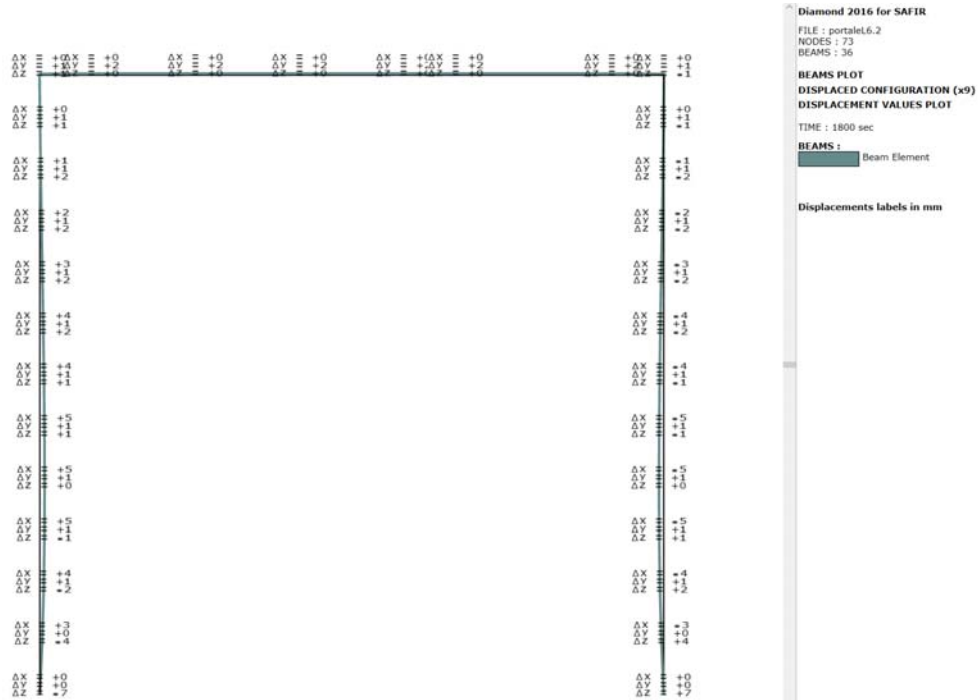 Diamond 2016 for SAFIR
FILE : portaleL6.2
NODES : 73
BEAMS : 36
BEAMS PLOT
DISPLACED CONFIGURATION (x9)
DISPLACEMENT VALUES PLOT
TIME : 1800 sec
BEAMS :
Beam Element
Displacements labels in mm
ΔX = +0
ΔY = +1
ΔZ = +1
ΔX = +1
ΔY = +1
ΔZ = +2
ΔX = +2
ΔY = +1
ΔZ = +2
ΔX = +3
ΔY = +1
ΔZ = +2
ΔX = +4
ΔY = +1
ΔZ = +2
ΔX = +4
ΔY = +1
ΔZ = +1
ΔX = +5
ΔY = +1
ΔZ = +1
ΔX = +5
ΔY = +1
ΔZ = +0
ΔX = +5
ΔY = +1
ΔZ = -1
ΔX = +4
ΔY = +1
ΔZ = -2
ΔX = +3
ΔY = +0
ΔZ = -4
ΔX = +0
ΔY = +0
ΔZ = -7
ΔX = +0
ΔY = +1
ΔZ = -1
ΔX = -1
ΔY = +1
ΔZ = -2
ΔX = -2
ΔY = +1
ΔZ = -2
ΔX = -3
ΔY = +1
ΔZ = -2
ΔX = -4
ΔY = +1
ΔZ = -2
ΔX = -4
ΔY = +1
ΔZ = -1
ΔX = -5
ΔY = +1
ΔZ = -1
ΔX = -5
ΔY = +1
ΔZ = +0
ΔX = -5
ΔY = +1
ΔZ = +1
ΔX = -4
ΔY = +1
ΔZ = +2
ΔX = -3
ΔY = +0
ΔZ = +4
ΔX = +0
ΔY = +0
ΔZ = +7